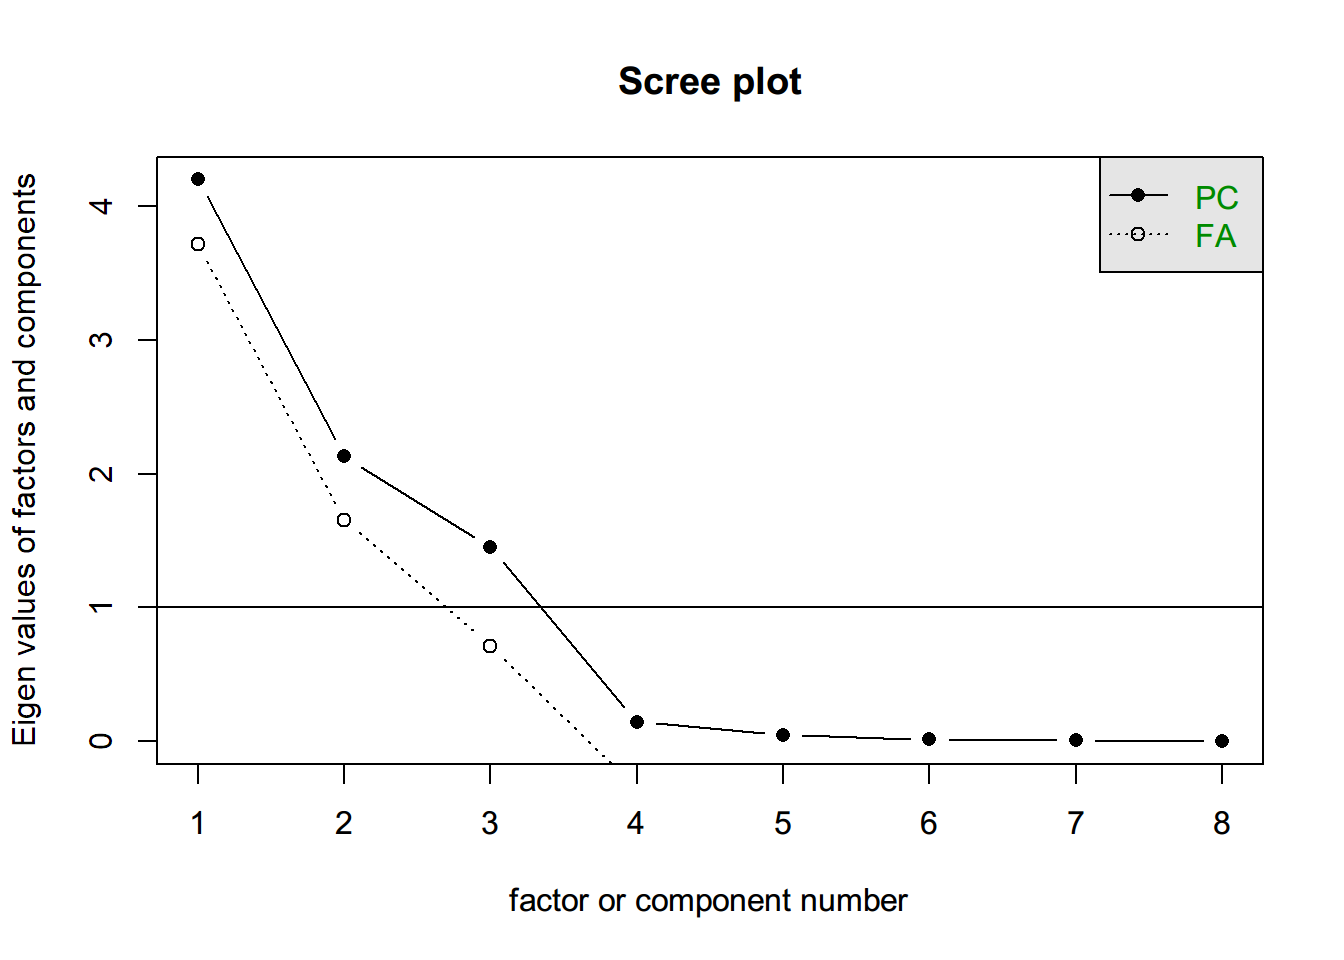 Scree plot
Eigen values of factors and components
4
3
2
1
0
PC
FA
1 2 3 4 5 6 7 8
factor or component number